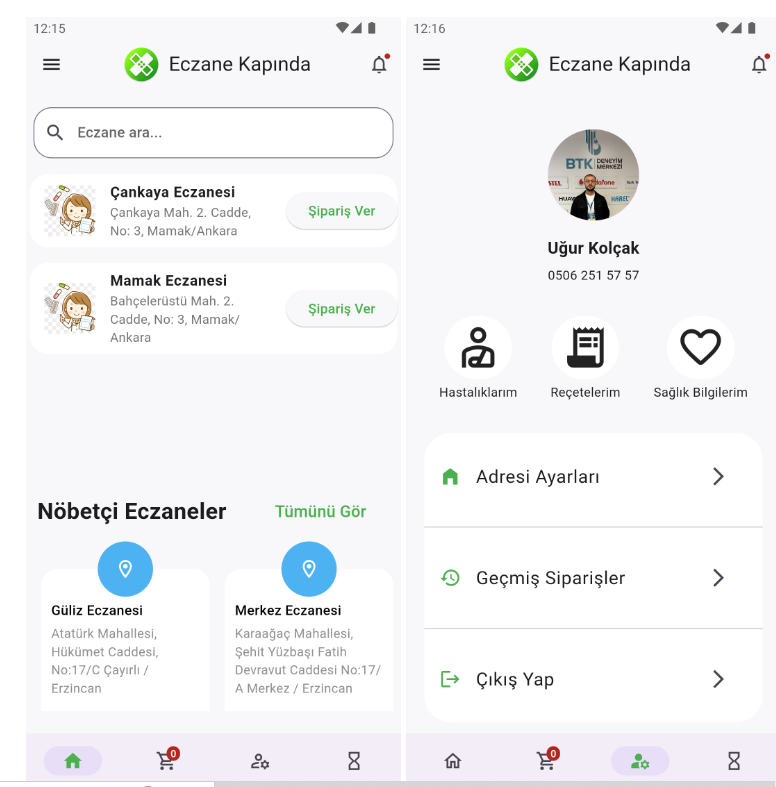 12:15
Eczane Kapında
Eczane ara...
Çankaya Eczanesi
Çankaya Mah. 2. Cadde,
No: 3, Mamak/Ankara
Şipariş Ver
Mamak Eczanesi
Bahçelerüstü Mah. 2.
Cadde, No: 3, Mamak/
Ankara
Şipariş Ver
Nöbetçi Eczaneler
Tümünü Gör
Güliz Eczanesi
Atatürk Mahallesi,
Hükümet Caddesi,
No:17/C Çayırlı /
Erzincan
Merkez Eczanesi
Karaağaç Mahallesi,
Şehit Yüzbaşı Fatih
Devravut Caddesi No:17/
A Merkez / Erzincan
0
12:16
Eczane Kapında
BTK DENEYİM
MERKEZİ
Uğur Kolçak
0506 251 57 57
Hastalıklarım
Reçetelerim
Sağlık Bilgilerim
Adresi Ayarları
Geçmiş Siparişler
Çıkış Yap
0